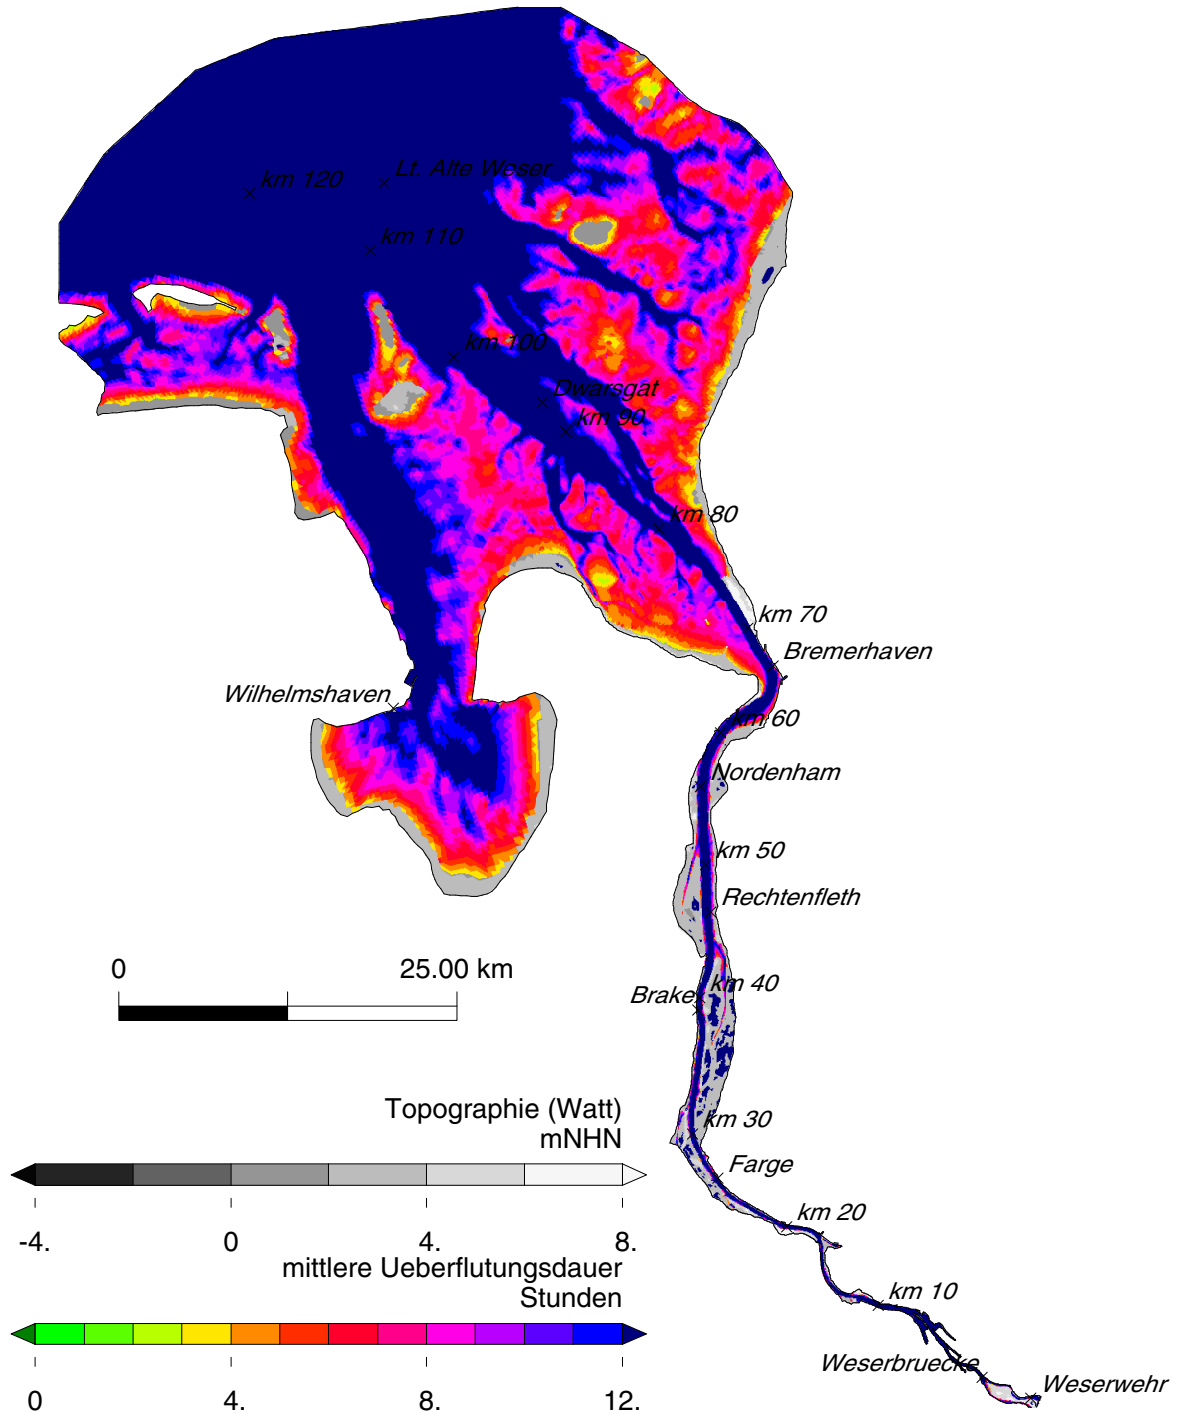 km 120
Lt. Alte Weser
km 110
km 100
Dwarsgat
km 90
km 80
km 70
Bremerhaven
Wilhelmshaven
km 60
Nordenham
km 50
Rechtenfleth
0 25.00 km
km 40
Brake
Topographie (Watt)
mNHN
km 30
Farge
km 20
-4. 0 4. 8.
mittlere Ueberflutungsdauer
Stunden
km 10
Weserbruecke
Weserwehr
0 4. 8. 12.